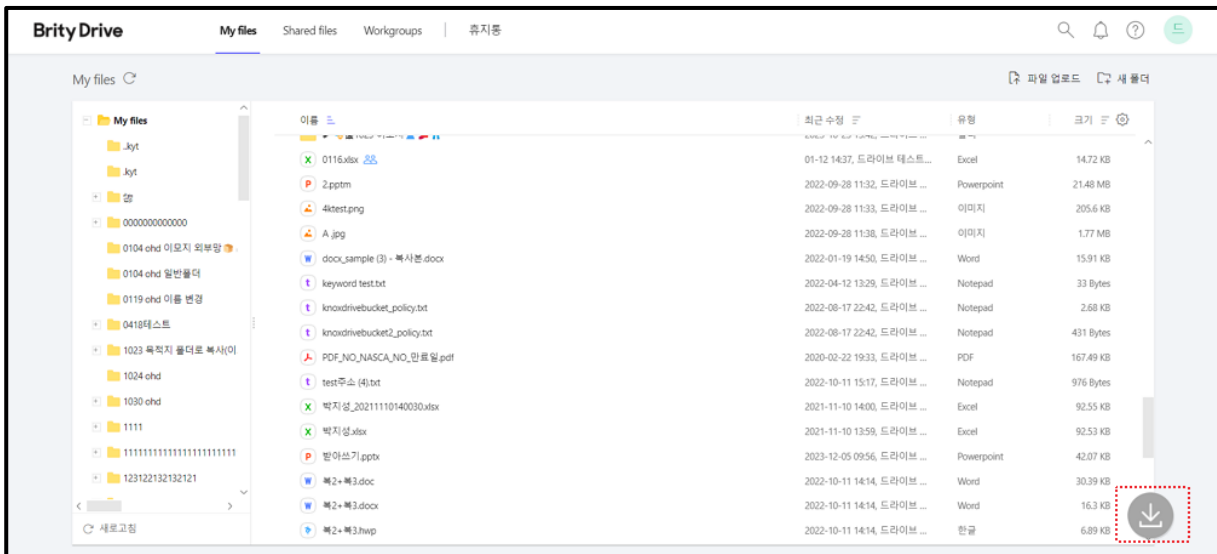 Brity Drive My files Shared files Workgroups 휴지통 드
My files 파일 업로드 새 폴더
My files
.kyt
.kyt
0000000000000
0104 ohd 이모지 외부망
0104 ohd 일반폴더
0119 ohd 이름 변경
0418테스트
1023 목적지 폴더로 복사(이
1024 ohd
1030 ohd
1111
123122132132121
새로고침
이름 최근 수정 유형 크기
0116.xlsx 01-12 14:37, 드라이브 테스트... Excel 14.72 KB
2.pptm 2022-09-28 11:32, 드라이브 ... Powerpoint 21.48 MB
4ktest.png 2022-09-28 11:33, 드라이브 ... 이미지 205.6 KB
A .jpg 2022-09-28 11:38, 드라이브 ... 이미지 1.77 MB
docx_sample (3) - 복사본.docx 2022-01-19 14:50, 드라이브 ... Word 15.91 KB
keyword test.txt 2022-04-12 13:29, 드라이브 ... Notepad 33 Bytes
knoxdrivebucket_policy.txt 2022-08-17 22:42, 드라이브 ... Notepad 2.68 KB
knoxdrivebucket2_policy.txt 2022-08-17 22:42, 드라이브 ... Notepad 431 Bytes
PDF_NO_NASCA_NO_만료일.pdf 2020-02-22 19:33, 드라이브 ... PDF 167.49 KB
test주소 (4).txt 2022-10-11 15:17, 드라이브 ... Notepad 976 Bytes
박지성_20211110140030.xlsx 2021-11-10 14:00, 드라이브 ... Excel 92.55 KB
박지성.xlsx 2021-11-10 13:59, 드라이브 ... Excel 92.53 KB
받아쓰기.pptx 2023-12-05 09:56, 드라이브 ... Powerpoint 42.07 KB
복2+복3.doc 2022-10-11 14:14, 드라이브 ... Word 30.39 KB
복2+복3.docx 2022-10-11 14:14, 드라이브 ... Word 16.3 KB
복2+복3.hwp 2022-10-11 14:14, 드라이브 ... 한글 6.89 KB